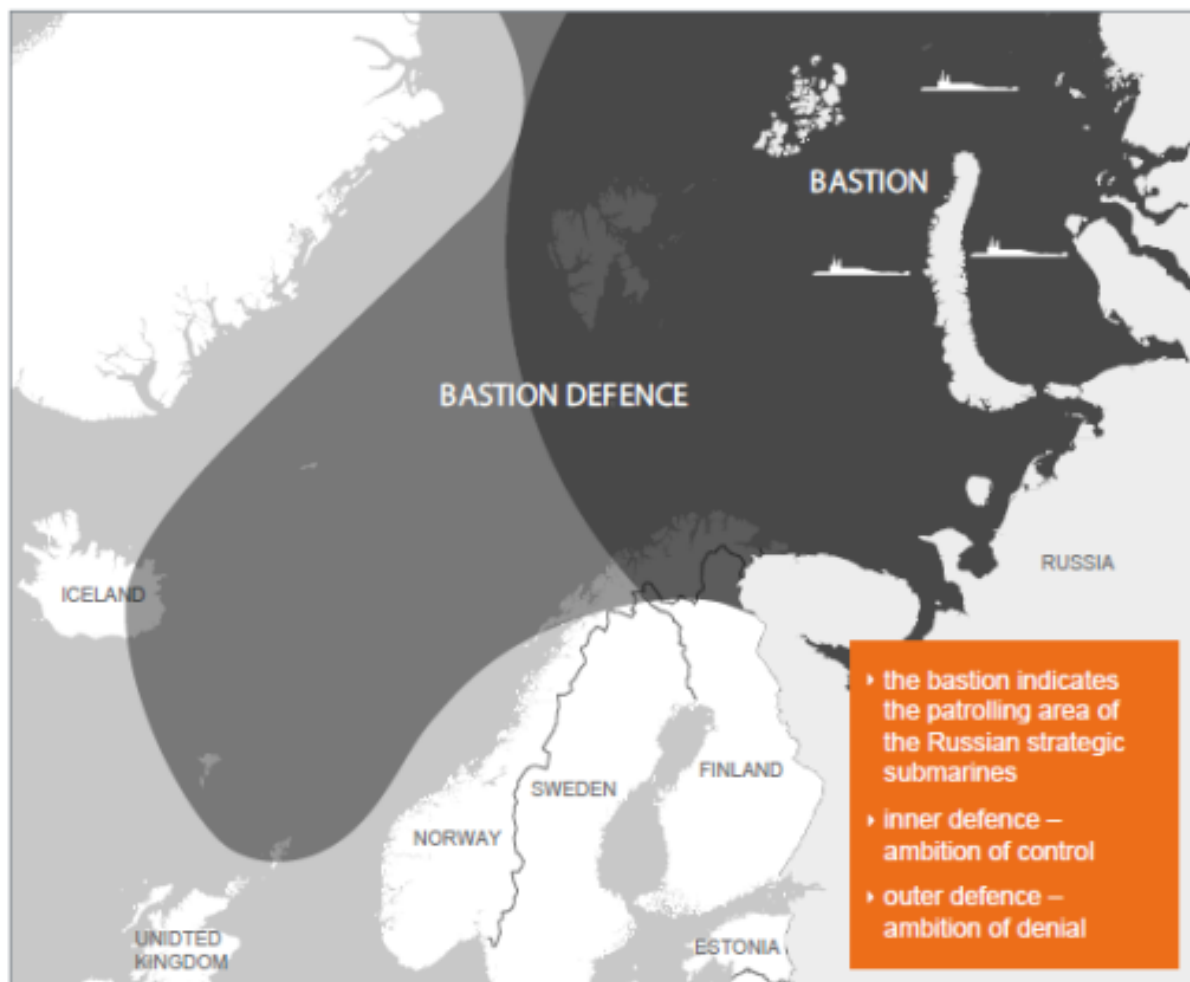 BASTION
BASTION DEFENCE
ICELAND
RUSSIA
SWEDEN
FINLAND
NORWAY
UNIDTED
KINGDOM
ESTONIA
‣ the bastion indicates
the patrolling area of
the Russian strategic
submarines
‣ inner defence –
ambition of control
‣ outer defence –
ambition of denial